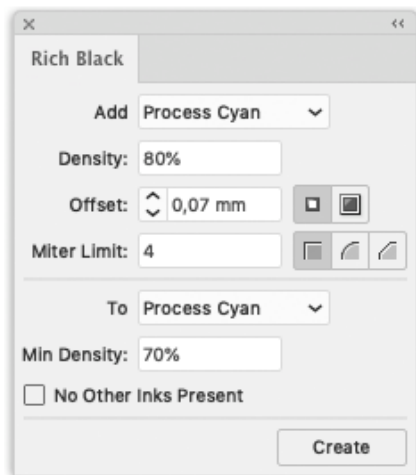 Rich Black
Add Process Cyan
Density: 80%
Offset: 0,07 mm
Miter Limit: 4
To Process Cyan
Min Density: 70%
No Other Inks Present
Create